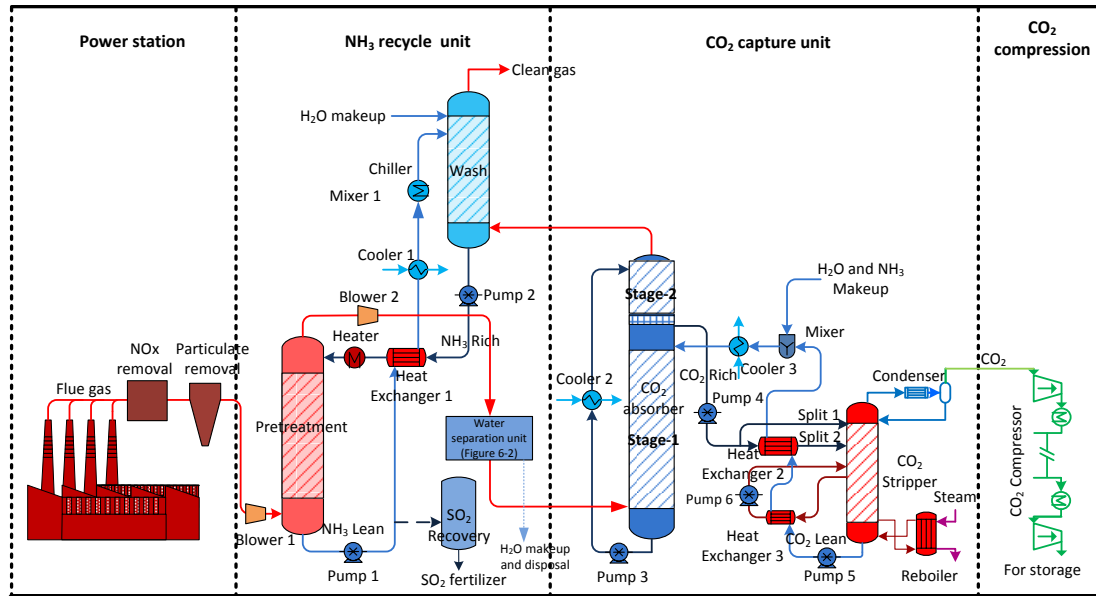 Power station
NH3 recycle unit
CO2 capture unit
CO2
compression
Clean gas
H2O makeup
Chiller
Wash
Mixer 1
Cooler 1
Blower 2
Pump 2
Stage-2
H2O and NH3
Makeup
Mixer
NOx
removal
Particulate
removal
Heater
NH3 Rich
Flue gas
Heat
Exchanger 1
Cooler 2
CO2 Rich
Cooler 3
CO2
absorber
Pump 4
Condenser
CO2
Pretreatment
Water
separation unit
(Figure 6-2)
Stage-1
Split 1
Split 2
Heat
Exchanger 2
Pump 6
CO2
Stripper
CO2 Compressor
Steam
Blower 1
NH3 Lean
SO2
Recovery
Pump 1
H2O makeup
and disposal
SO2 fertilizer
Pump 3
Heat
Exchanger 3
CO2 Lean
Pump 5
Reboiler
For storage